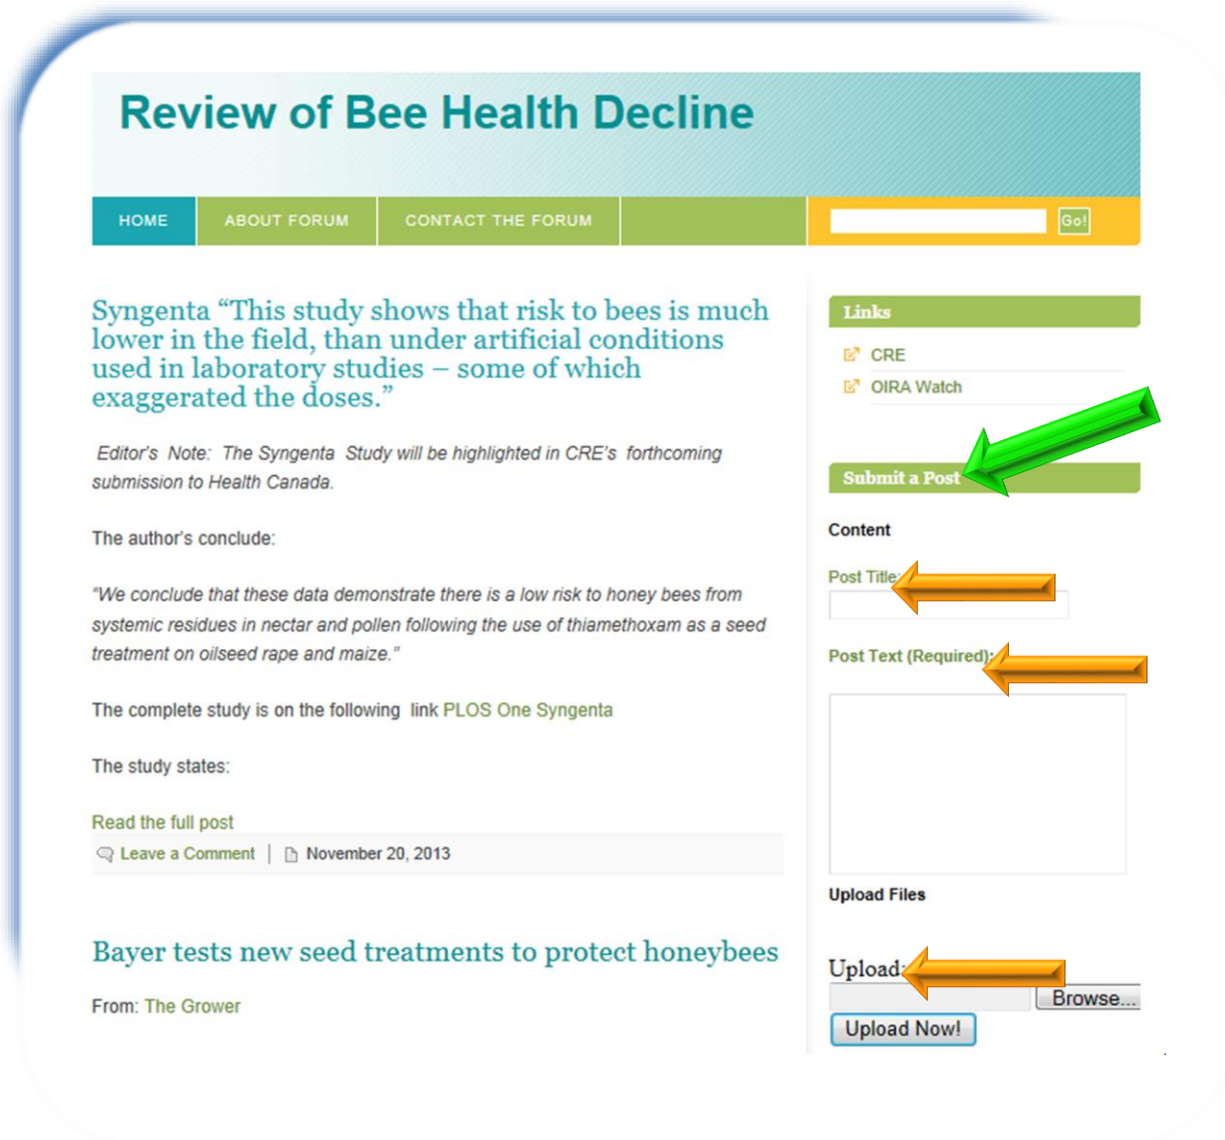 Review of Bee Health Decline
HOME
ABOUT FORUM
CONTACT THE FORUM
Go!
Syngenta “This study shows that risk to bees is much
lower in the field, than under artificial conditions
used in laboratory studies – some of which
exaggerated the doses.”
Editor's Note: The Syngenta Study will be highlighted in CRE's forthcoming
submission to Health Canada.
The author's conclude:
“We conclude that these data demonstrate there is a low risk to honey bees from
systemic residues in nectar and pollen following the use of thiamethoxam as a seed
treatment on oilseed rape and maize.”
The complete study is on the following link PLOS One Syngenta
The study states:
Read the full post
Leave a Comment | November 20, 2013
Bayer tests new seed treatments to protect honeybees
From: The Grower
Links
CRE
OIRA Watch
Submit a Post
Content
Post Title:
Post Text (Required):
Upload Files
Upload:
Browse...
Upload Now!